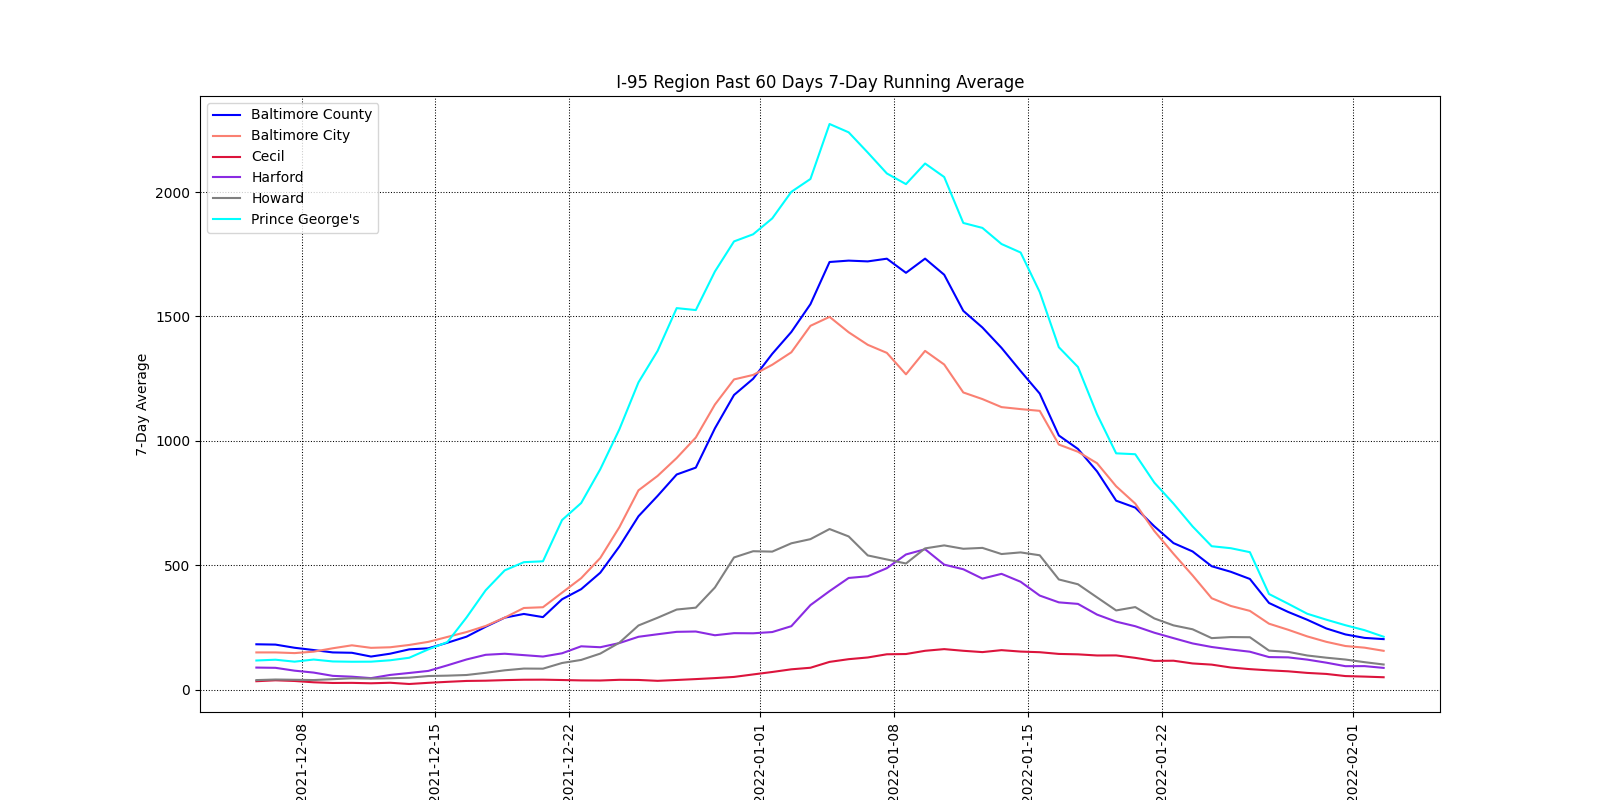 I-95 Region Past 60 Days 7-Day Running Average
Baltimore County
Baltimore City
Cecil
Harford
Howard
Prince George's
7-Day Average
2000
1500
1000
500
0
2021-12-08
2021-12-15
2021-12-22
2022-01-01
2022-01-08
2022-01-15
2022-01-22
2022-02-01